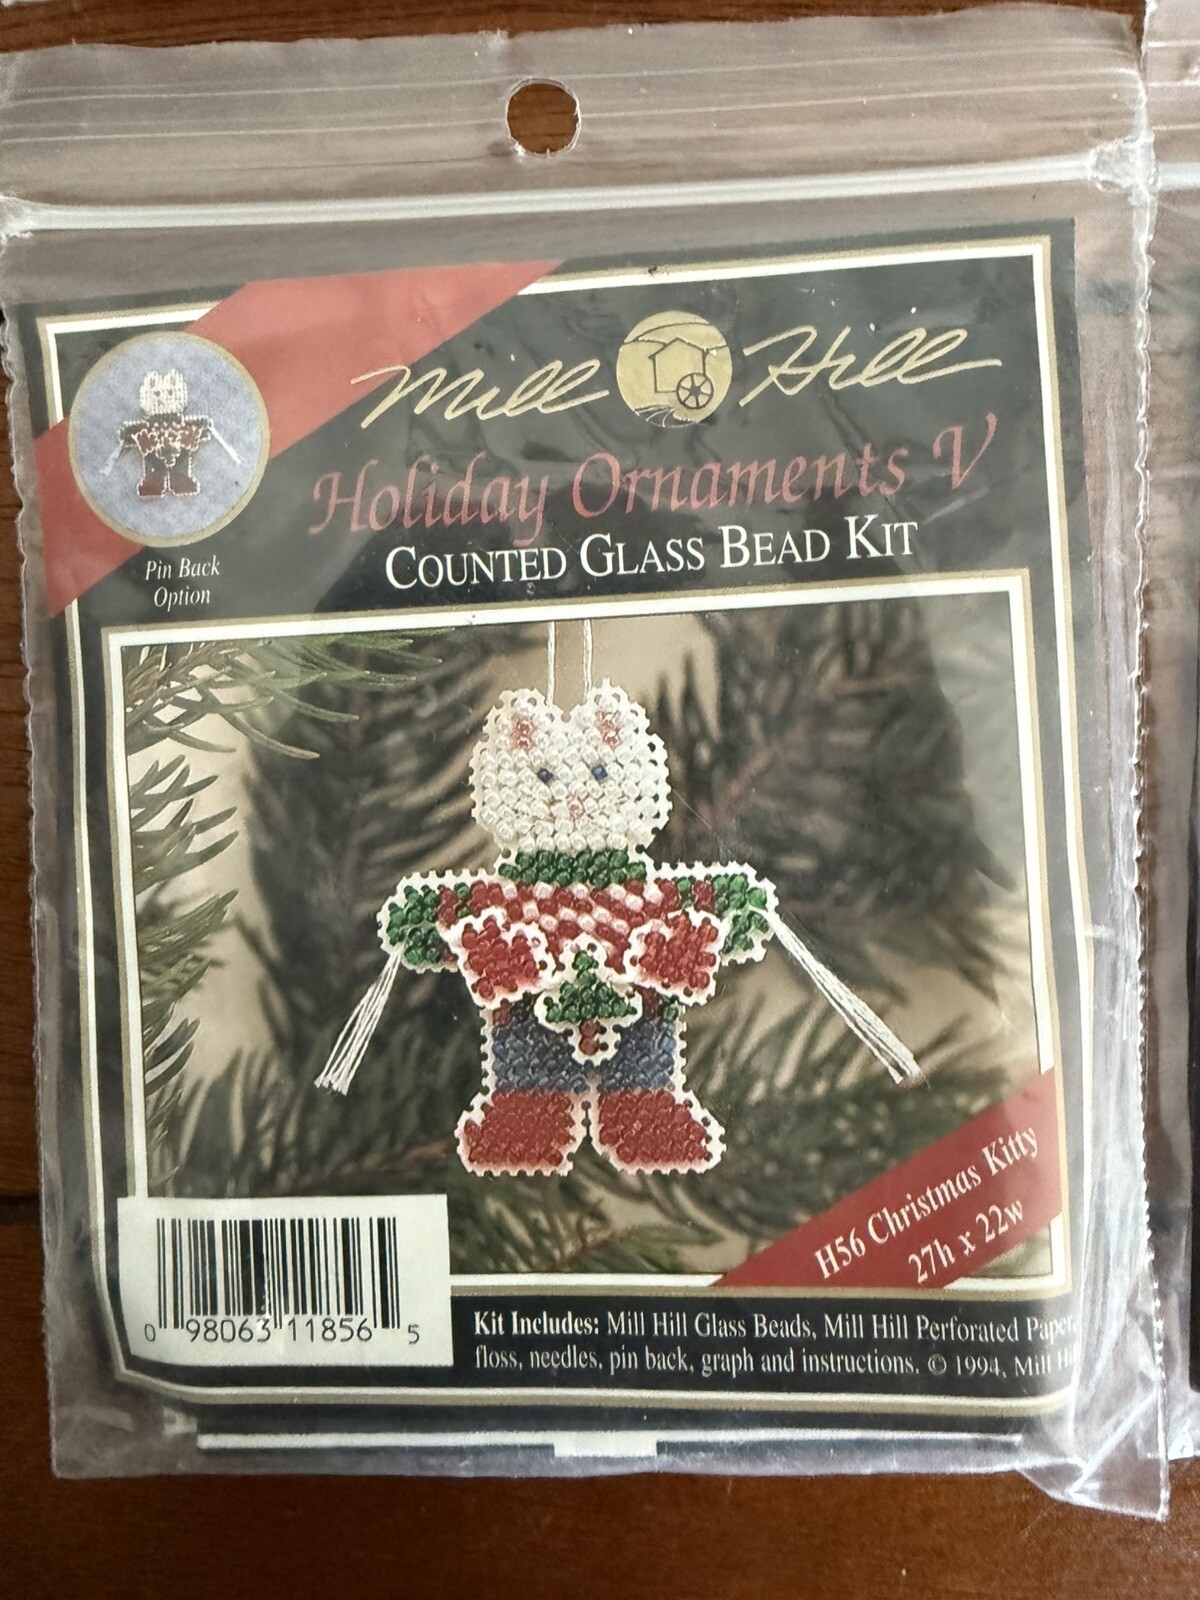 Mill Hill
Holiday Ornaments V
COUNTED GLASS BEAD KIT
Pin Back
Option
H56 Christmas Kitty
27h x 22w
0 98063 11856 5
Kit Includes: Mill Hill Glass Beads, Mill Hill Perforated Paper,
floss, needles, pin back, graph and instructions. © 1994, Mill Hill